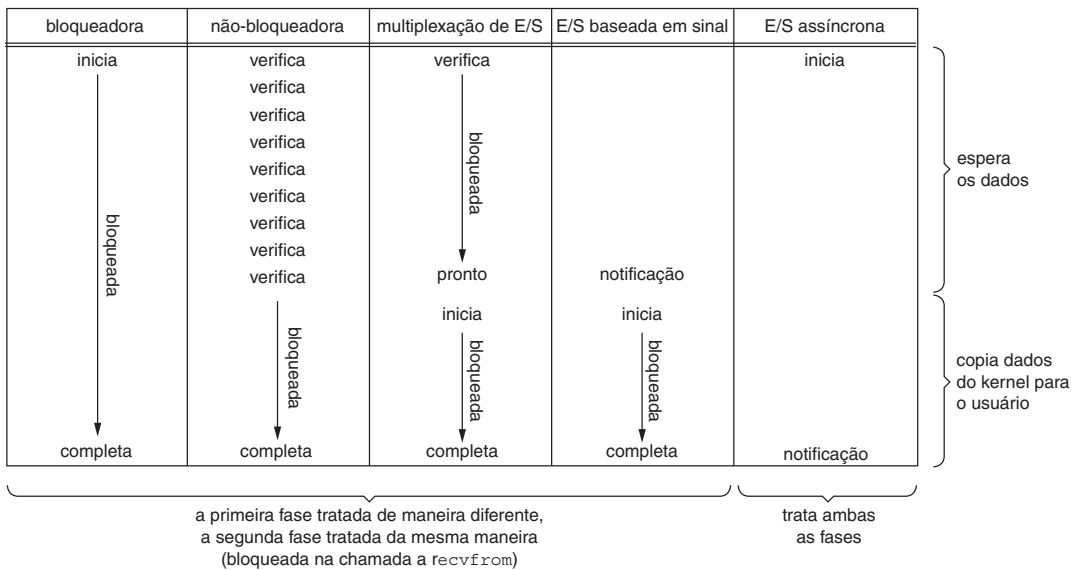 bloqueadora não-bloqueadora multiplexação de E/S E/S baseada em sinal E/S assíncrona
inicia verifica verifica inicia
verifica
verifica
verifica
verifica
verifica
verifica
verifica
verifica pronto notificação
bloqueada
bloqueada
espera
os dados
inicia inicia
bloqueada
bloqueada
bloqueada
copia dados
do kernel para
o usuário
completa completa completa completa notificação
a primeira fase tratada de maneira diferente,
a segunda fase tratada da mesma maneira
(bloqueada na chamada a recvfrom)
trata ambas
as fases